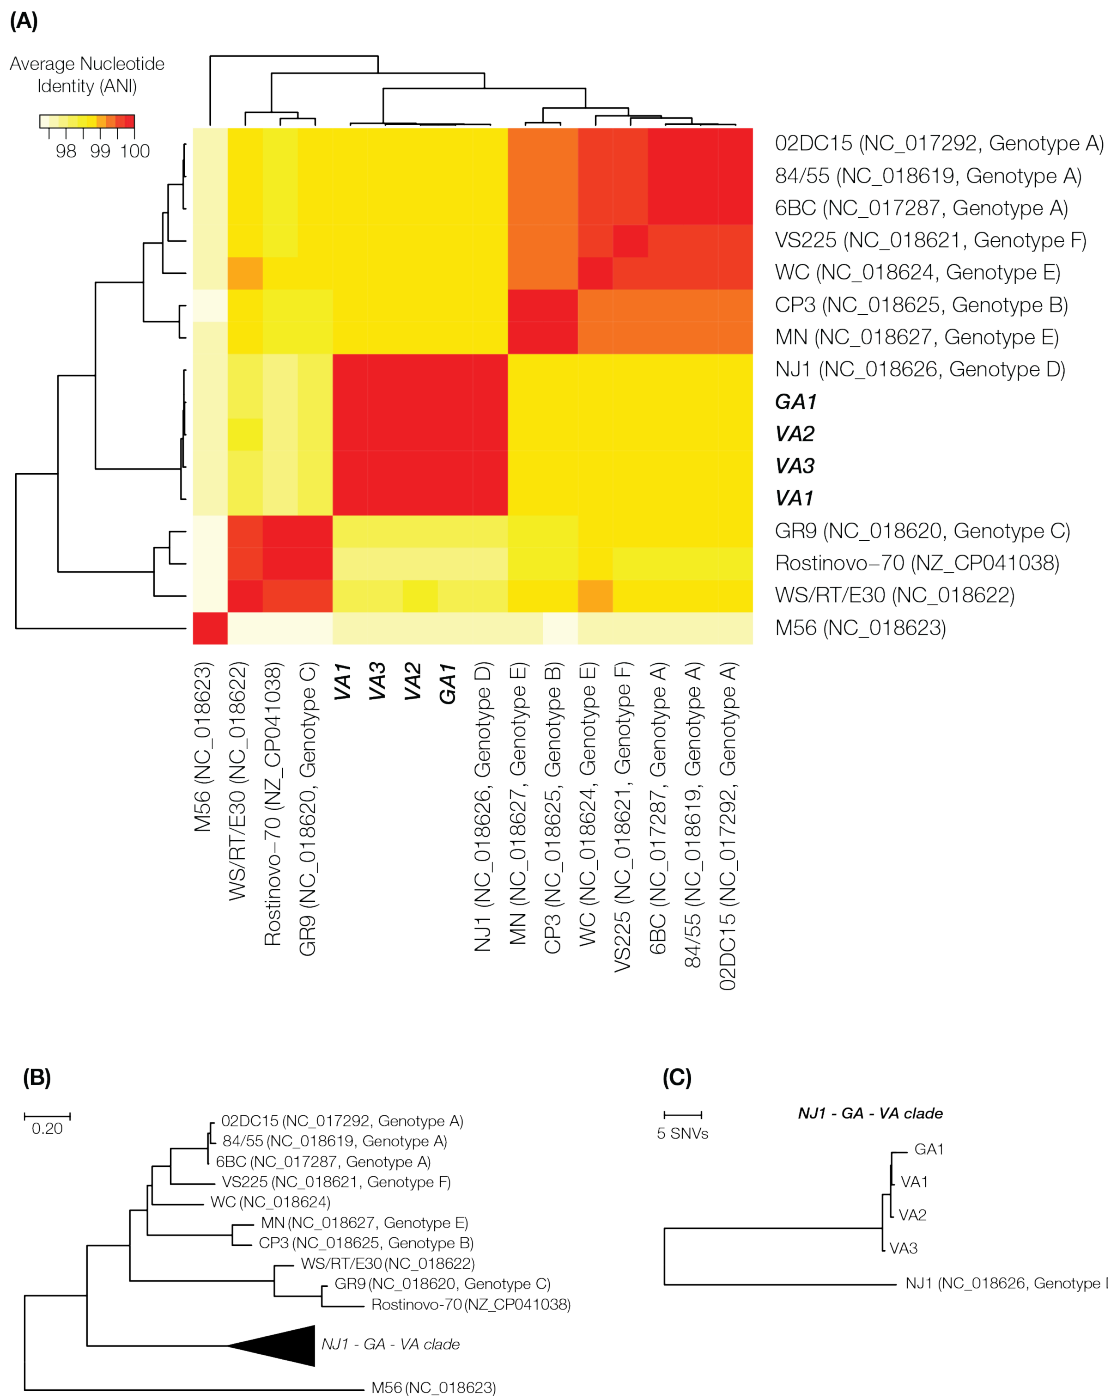 (A)
Average Nucleotide
Identity (ANI)
98 99 100
02DC15 (NC_017292, Genotype A)
84/55 (NC_018619, Genotype A)
6BC (NC_017287, Genotype A)
VS225 (NC_018621, Genotype F)
WC (NC_018624, Genotype E)
CP3 (NC_018625, Genotype B)
MN (NC_018627, Genotype E)
NJ1 (NC_018626, Genotype D)
GA1
VA2
VA3
VA1
GR9 (NC_018620, Genotype C)
Rostinovo–70 (NZ_CP041038)
WS/RT/E30 (NC_018622)
M56 (NC_018623)
M56 (NC_018623)
WS/RT/E30 (NC_018622)
Rostinovo–70 (NZ_CP041038)
GR9 (NC_018620, Genotype C)
VA1
VA3
VA2
GA1
NJ1 (NC_018626, Genotype D)
MN (NC_018627, Genotype E)
CP3 (NC_018625, Genotype B)
WC (NC_018624, Genotype E)
VS225 (NC_018621, Genotype F)
6BC (NC_017287, Genotype A)
84/55 (NC_018619, Genotype A)
02DC15 (NC_017292, Genotype A)
(B)
0.20
02DC15 (NC_017292, Genotype A)
84/55 (NC_018619, Genotype A)
6BC (NC_017287, Genotype A)
VS225 (NC_018621, Genotype F)
WC (NC_018624)
MN (NC_018627, Genotype E)
CP3 (NC_018625, Genotype B)
WS/RT/E30 (NC_018622)
GR9 (NC_018620, Genotype C)
Rostinovo-70 (NZ_CP041038)
NJ1 - GA - VA clade
M56 (NC_018623)
(C)
5 SNVs
NJ1 - GA - VA clade
GA1
VA1
VA2
VA3
NJ1 (NC_018626, Genotype